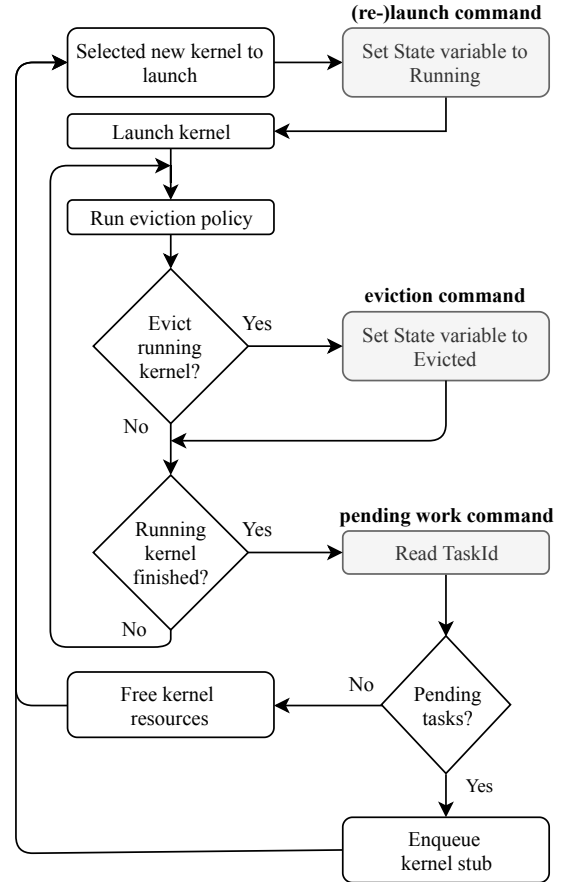 (re-)launch command
Selected new kernel to
launch
Set State variable to
Running
Launch kernel
Run eviction policy
eviction command
Evict
running
kernel?
Yes
Set State variable to
Evicted
No
pending work command
Running
kernel
finished?
Yes
Read TaskId
No
Free kernel
resources
No
Pending
tasks?
Yes
Enqueue
kernel stub